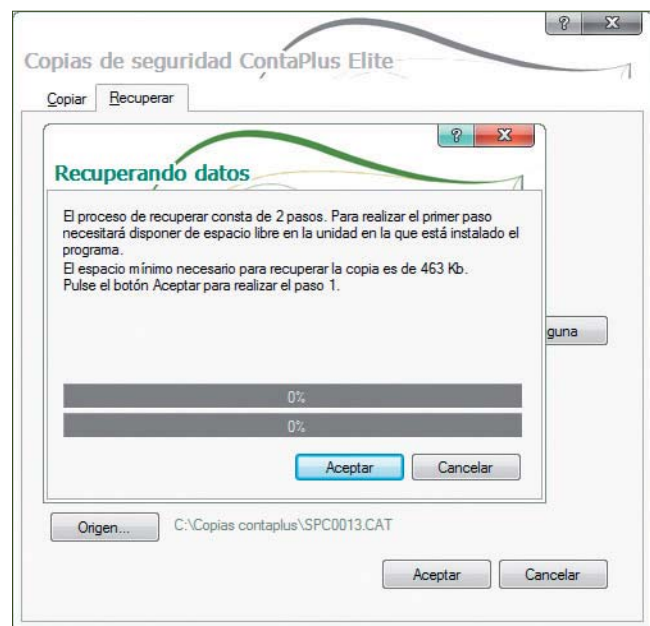 Copias de seguridad ContaPlus Elite
Copiar Recuperar
Recuperando datos
El proceso de recuperar consta de 2 pasos. Para realizar el primer paso
necesitará disponer de espacio libre en la unidad en la que está instalado el
programa.
El espacio mínimo necesario para recuperar la copia es de 463 Kb.
Pulse el botón Aceptar para realizar el paso 1.
guna
0%
0%
Aceptar Cancelar
Origen... C:\Copias contaplus\SPC0013.CAT
Aceptar Cancelar